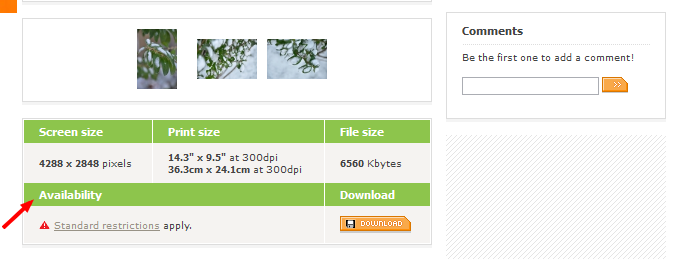 Comments
Be the first one to add a comment!
Screen size Print size File size
4288 x 2848 pixels 14.3" x 9.5" at 300dpi 6560 Kbytes
36.3cm x 24.1cm at 300dpi
Availability Download
Standard restrictions apply. DOWNLOAD